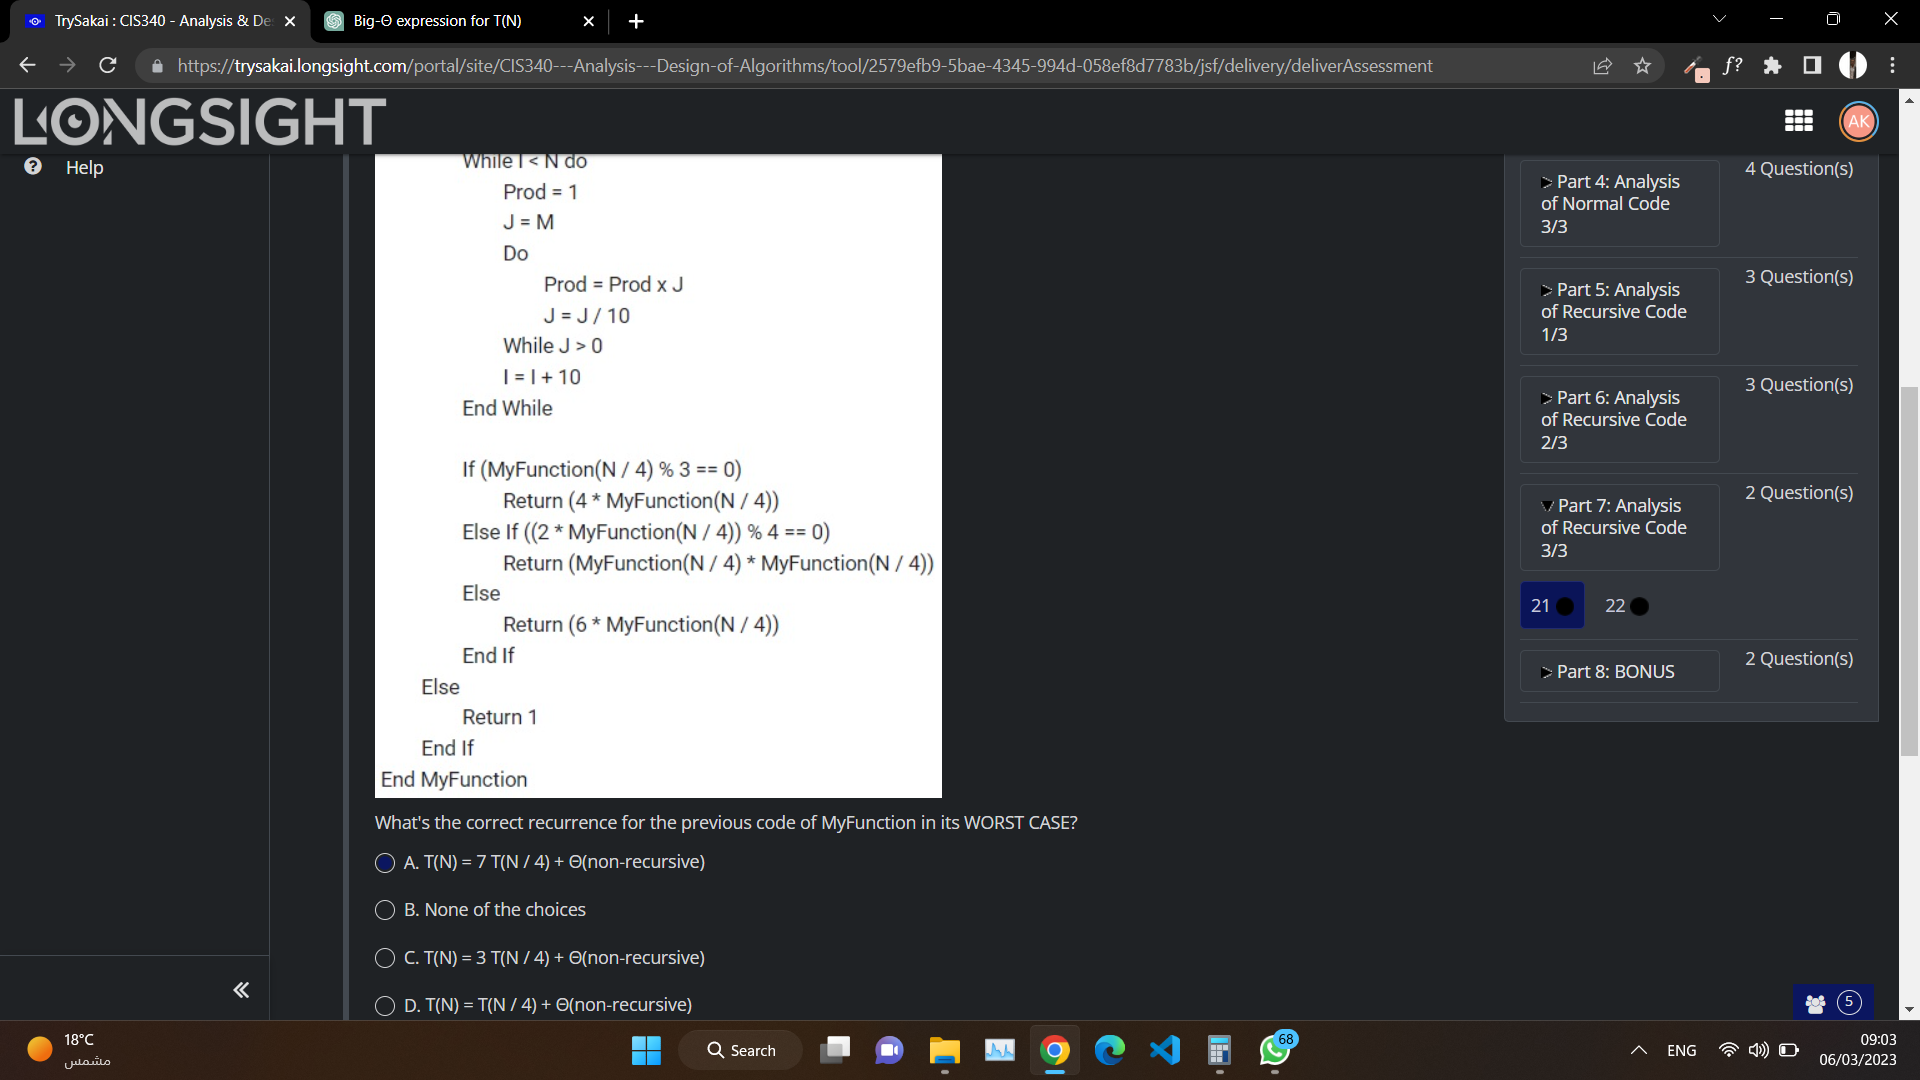 TrySakai : CIS340 - Analysis & De
Big-Θ expression for T(N)
https://trysakai.longsight.com/portal/site/CIS340---Analysis---Design-of-Algorithms/tool/2579efb9-5bae-4345-994d-058ef8d7783b/jsf/delivery/deliverAssessment
f?
LONGSIGHT
AK
Help
While I < N do
Prod = 1
J = M
Do
Prod = Prod x J
J = J / 10
While J > 0
I = I + 10
End While
If (MyFunction(N / 4) % 3 == 0)
Return (4 * MyFunction(N / 4))
Else If ((2 * MyFunction(N / 4)) % 4 == 0)
Return (MyFunction(N / 4) * MyFunction(N / 4))
Else
Return (6 * MyFunction(N / 4))
End If
Else
Return 1
End If
End MyFunction
What's the correct recurrence for the previous code of MyFunction in its WORST CASE?
A. T(N) = 7 T(N / 4) + Θ(non-recursive)
B. None of the choices
C. T(N) = 3 T(N / 4) + Θ(non-recursive)
D. T(N) = T(N / 4) + Θ(non-recursive)
Part 4: Analysis
of Normal Code
3/3
4 Question(s)
Part 5: Analysis
of Recursive Code
1/3
3 Question(s)
Part 6: Analysis
of Recursive Code
2/3
3 Question(s)
Part 7: Analysis
of Recursive Code
3/3
2 Question(s)
21
22
Part 8: BONUS
2 Question(s)
5
18°C
مشمس
Search
68
ENG
09:03
06/03/2023